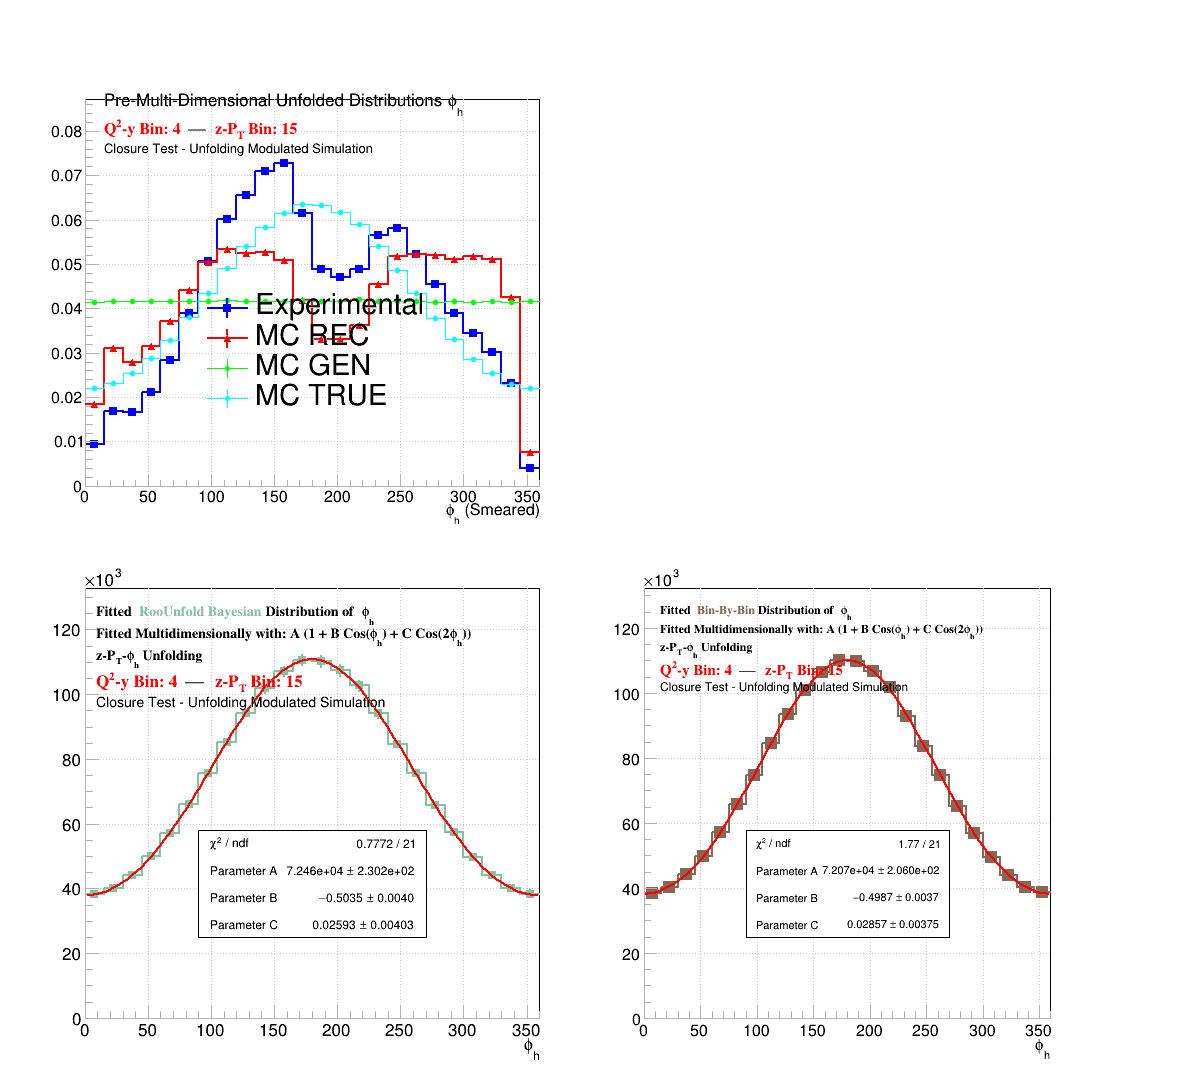 Pre-Multi-Dimensional Unfolded Distributions ϕh
Q²-y Bin: 4 — z-PT Bin: 15
Closure Test - Unfolding Modulated Simulation
0.08
0.07
0.06
0.05
0.04
0.03
0.02
0.01
0
Experimental
MC REC
MC GEN
MC TRUE
0 50 100 150 200 250 300 350
ϕh (Smeared)
×10³
Fitted RooUnfold Bayesian Distribution of ϕh
Fitted Multidimensionally with: A (1 + B Cos(ϕh) + C Cos(2ϕh))
z-PT-ϕh Unfolding
Q²-y Bin: 4 — z-PT Bin: 15
Closure Test - Unfolding Modulated Simulation
120
100
80
60
40
20
0
χ² / ndf 0.7772 / 21
Parameter A 7.246e+04 ± 2.302e+02
Parameter B −0.5035 ± 0.0040
Parameter C 0.02593 ± 0.00403
0 50 100 150 200 250 300 350
ϕh
×10³
Fitted Bin-By-Bin Distribution of ϕh
Fitted Multidimensionally with: A (1 + B Cos(ϕh) + C Cos(2ϕh))
z-PT-ϕh Unfolding
Q²-y Bin: 4 — z-PT Bin: 15
Closure Test - Unfolding Modulated Simulation
120
100
80
60
40
20
0
χ² / ndf 1.77 / 21
Parameter A 7.207e+04 ± 2.060e+02
Parameter B −0.4987 ± 0.0037
Parameter C 0.02857 ± 0.00375
0 50 100 150 200 250 300 350
ϕh